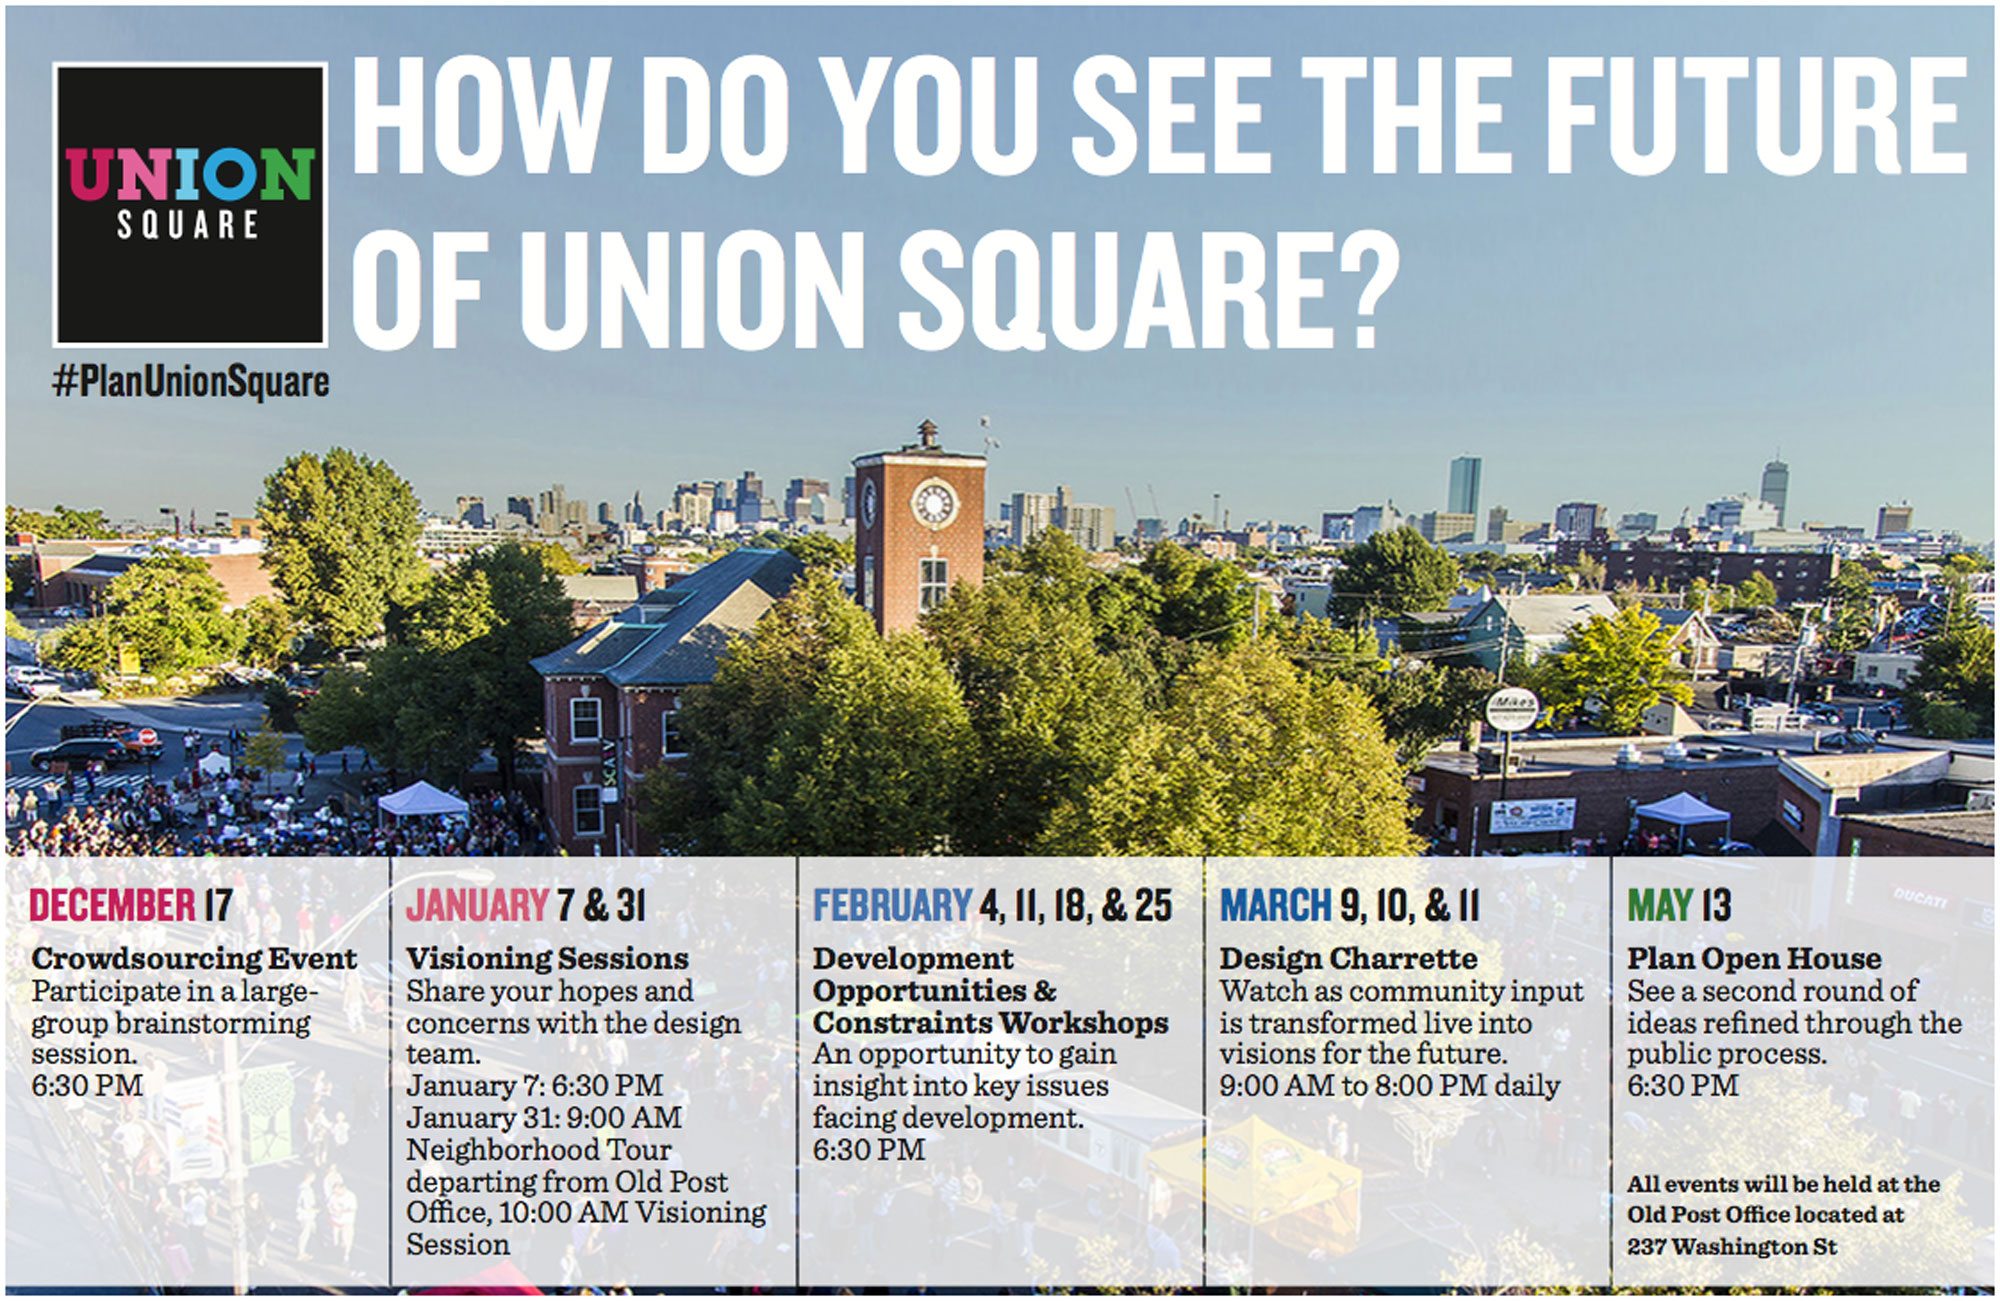 UNION
SQUARE
#PlanUnionSquare
HOW DO YOU SEE THE FUTURE
OF UNION SQUARE?
Mikes
SCATV
DECEMBER 17
Crowdsourcing Event
Participate in a large-
group brainstorming
session.
6:30 PM
JANUARY 7 & 31
Visioning Sessions
Share your hopes and
concerns with the design
team.
January 7: 6:30 PM
January 31: 9:00 AM
Neighborhood Tour
departing from Old Post
Office, 10:00 AM Visioning
Session
FEBRUARY 4, 11, 18, & 25
Development
Opportunities &
Constraints Workshops
An opportunity to gain
insight into key issues
facing development.
6:30 PM
MARCH 9, 10, & 11
Design Charrette
Watch as community input
is transformed live into
visions for the future.
9:00 AM to 8:00 PM daily
MAY 13
Plan Open House
See a second round of
ideas refined through the
public process.
6:30 PM
All events will be held at the
Old Post Office located at
237 Washington St
DUCATI